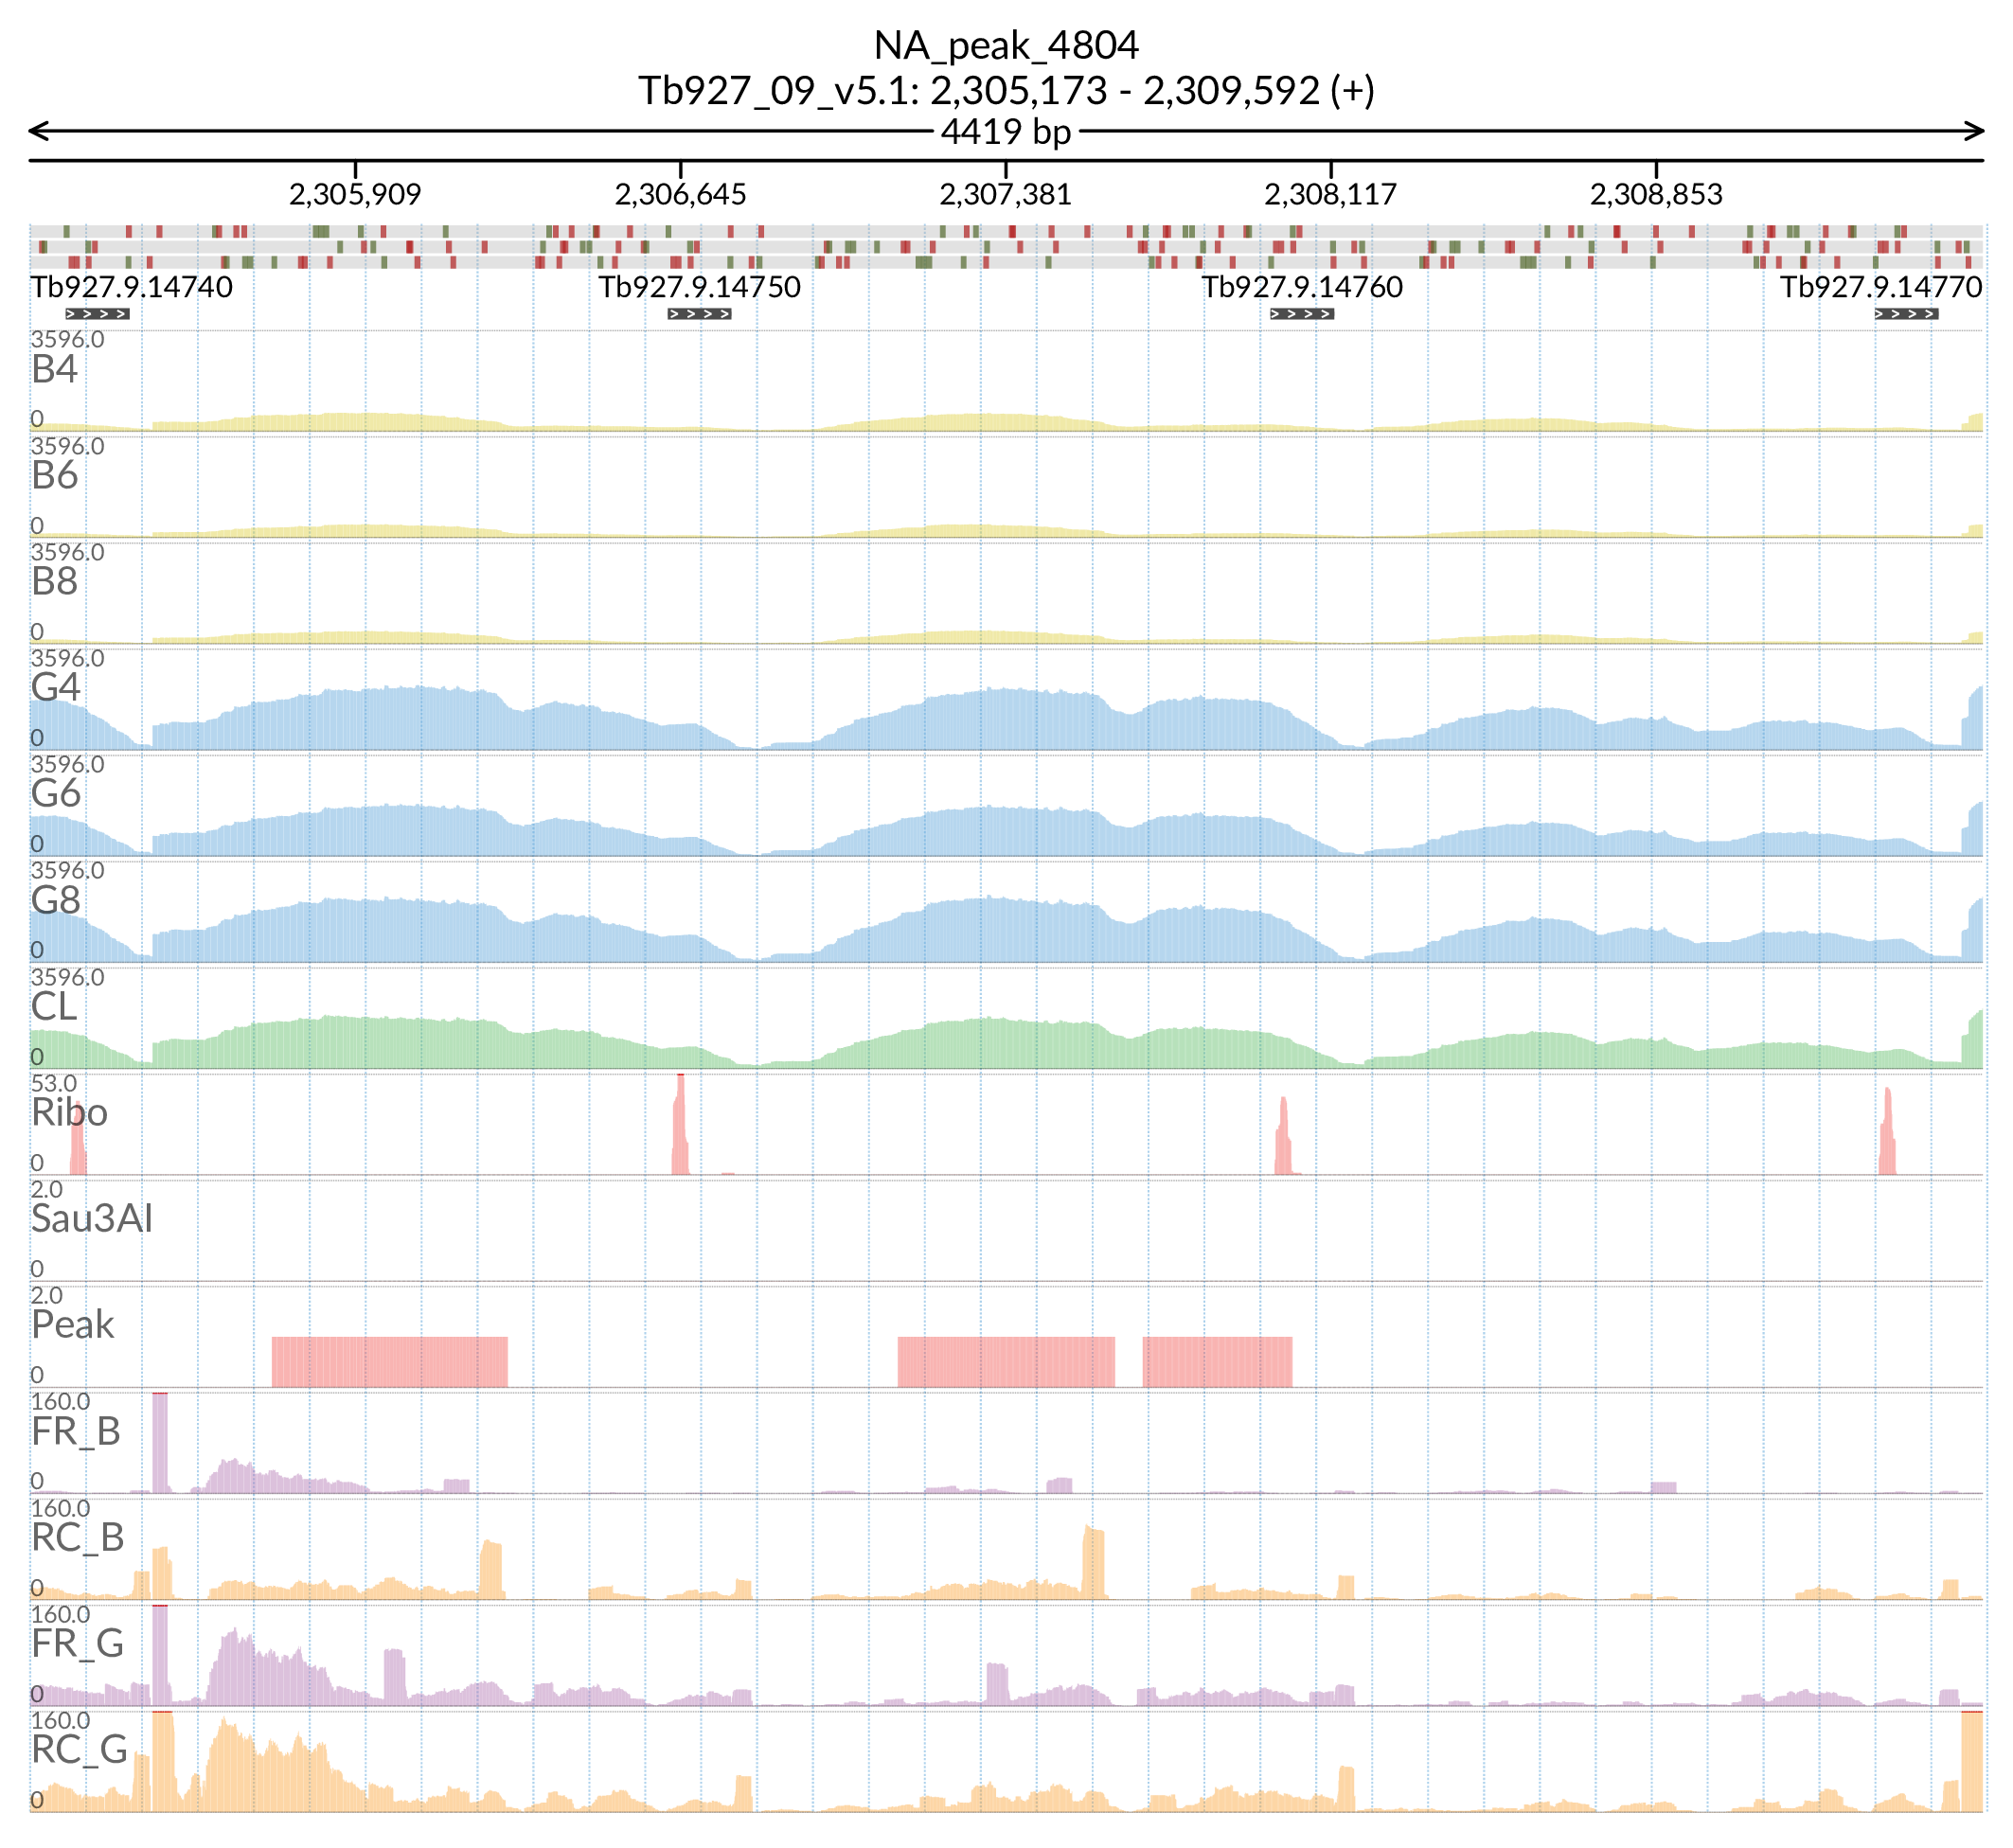 NA_peak_4804
Tb927_09_v5.1: 2,305,173 - 2,309,592 (+)
4419 bp
2,305,909 2,306,645 2,307,381 2,308,117 2,308,853
Tb927.9.14740 Tb927.9.14750 Tb927.9.14760 Tb927.9.14770
3596.0
B4
0
3596.0
B6
0
3596.0
B8
0
3596.0
G4
0
3596.0
G6
0
3596.0
G8
0
3596.0
CL
0
53.0
Ribo
0
2.0
Sau3AI
0
2.0
Peak
0
160.0
FR_B
0
160.0
RC_B
0
160.0
FR_G
0
160.0
RC_G
0